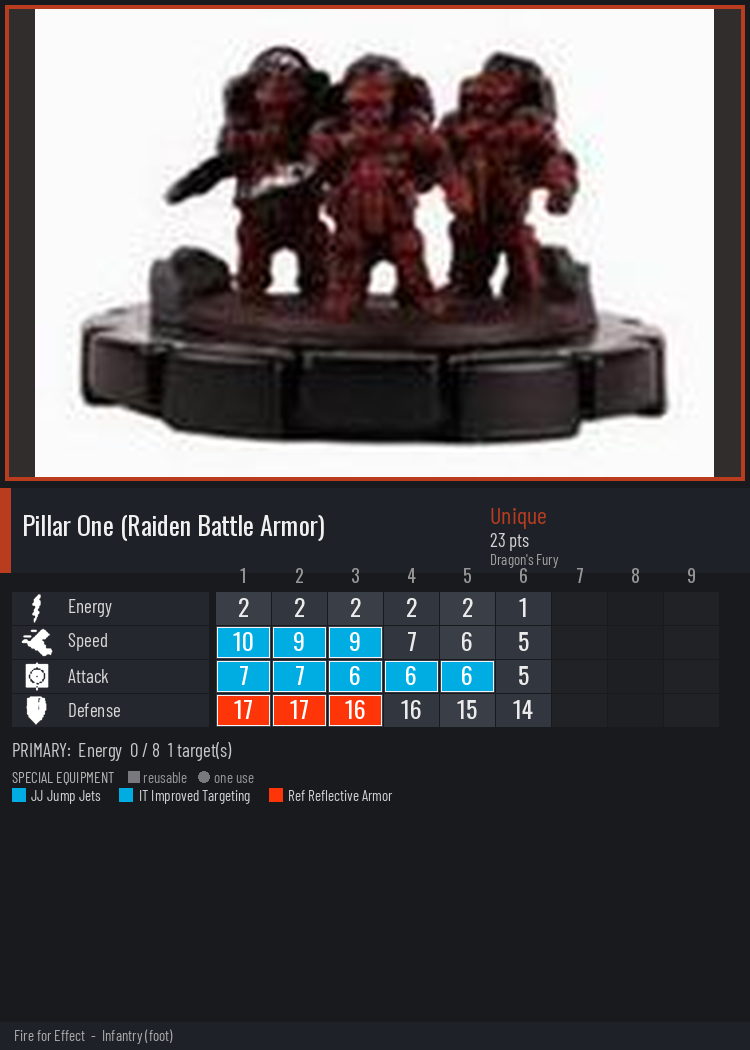 Pillar One (Raiden Battle Armor)
Unique
23 pts
Dragon's Fury
1 2 3 4 5 6 7 8 9
Energy 2 2 2 2 2 1
Speed 10 9 9 7 6 5
Attack 7 7 6 6 6 5
Defense 17 17 16 16 15 14
PRIMARY: Energy 0 / 8 1 target(s)
SPECIAL EQUIPMENT reusable one use
JJ Jump Jets IT Improved Targeting Ref Reflective Armor
Fire for Effect - Infantry (foot)